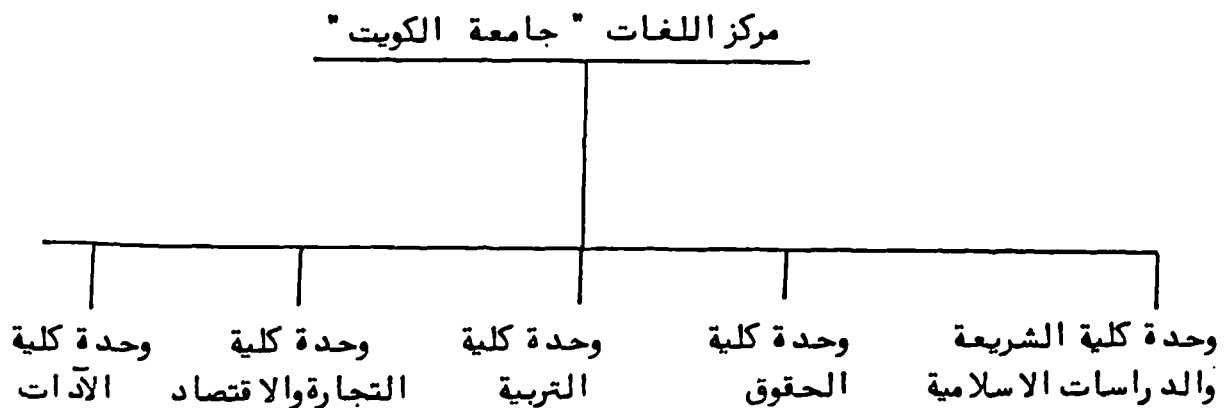 مركز اللغات " جامعة الكويت "
وحدة كلية الشريعة
والدراسات الاسلامية
وحدة كلية
الحقوق
وحدة كلية
التربية
وحدة كلية
التجارة والاقتصاد
وحدة كلية
الآدات